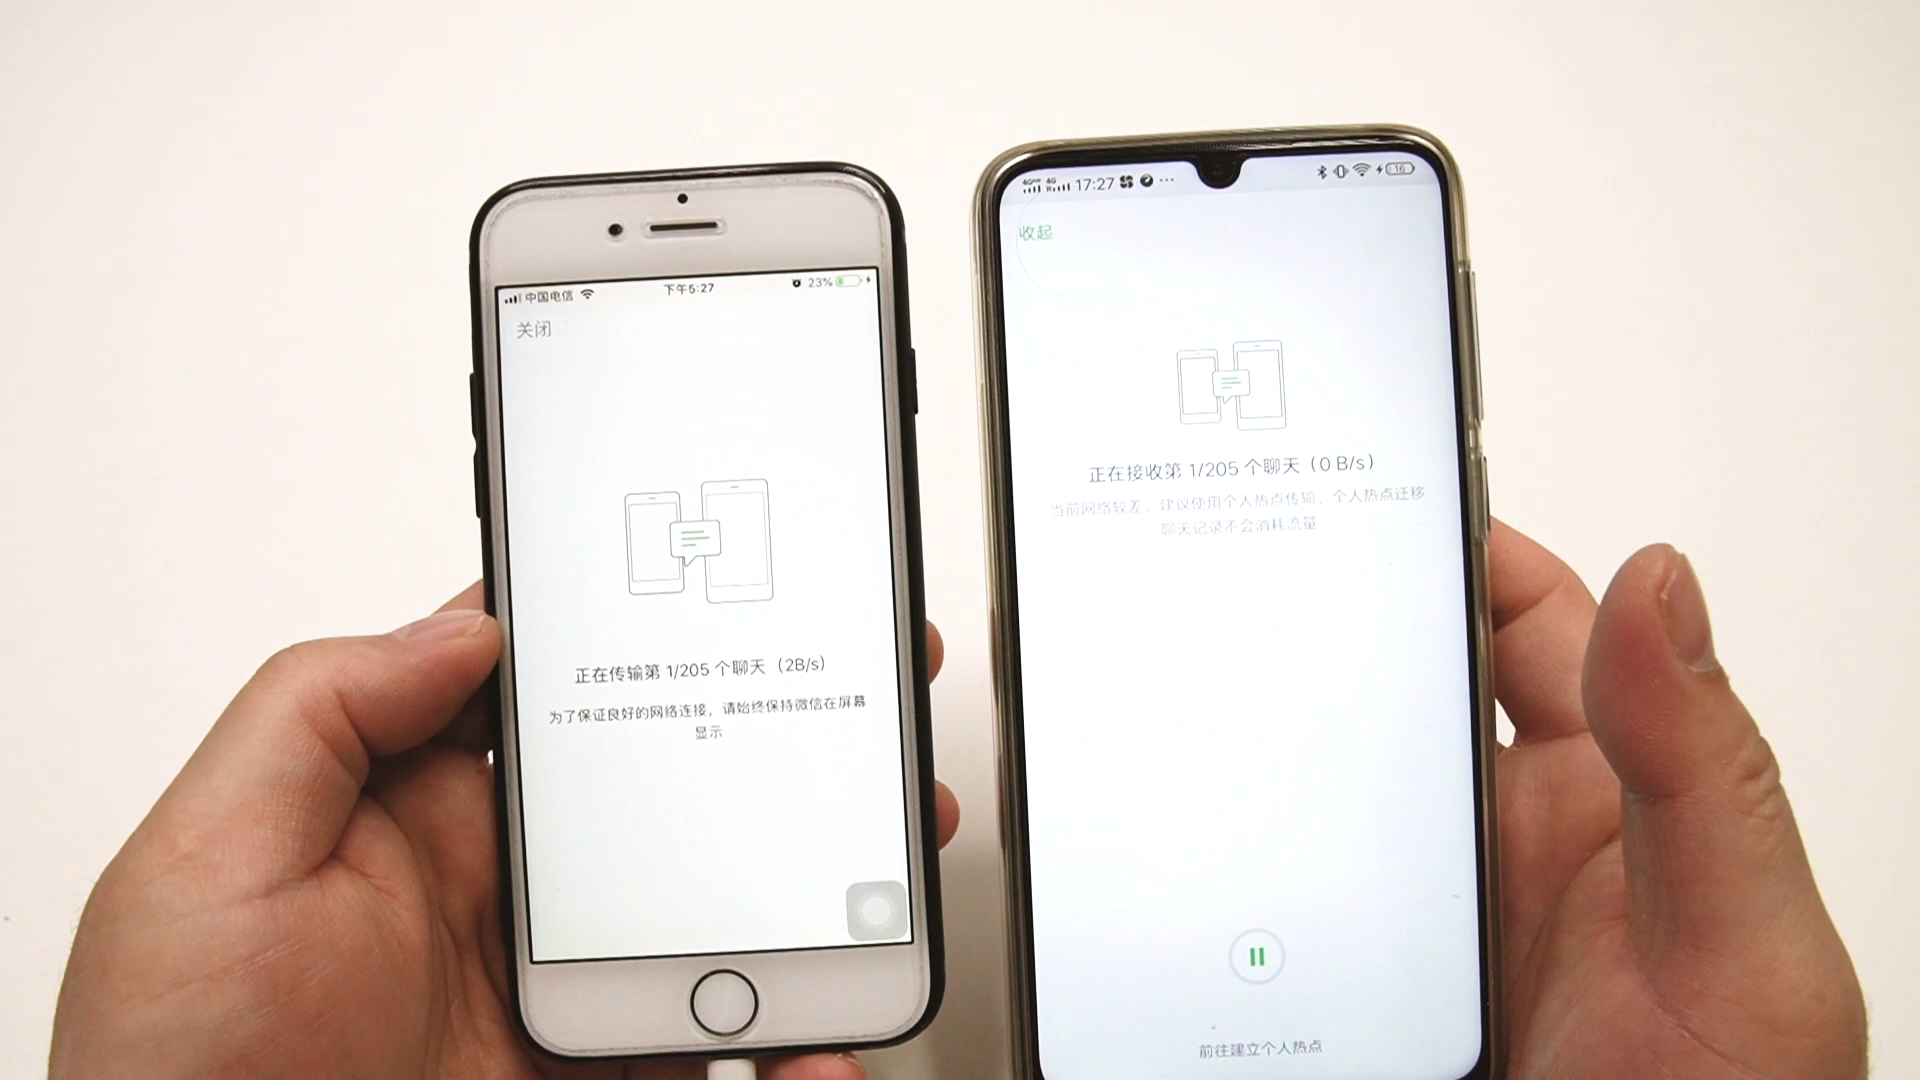 中国电信
下午5:27
23%
关闭
正在传输第 1/205 个聊天（2B/s）
为了保证良好的网络连接，请始终保持微信在屏幕
显示
17:27
16
收起
正在接收第 1/205 个聊天（0 B/s）
当前网络较差，建议使用个人热点传输，个人热点迁移
聊天记录不会消耗流量
前往建立个人热点